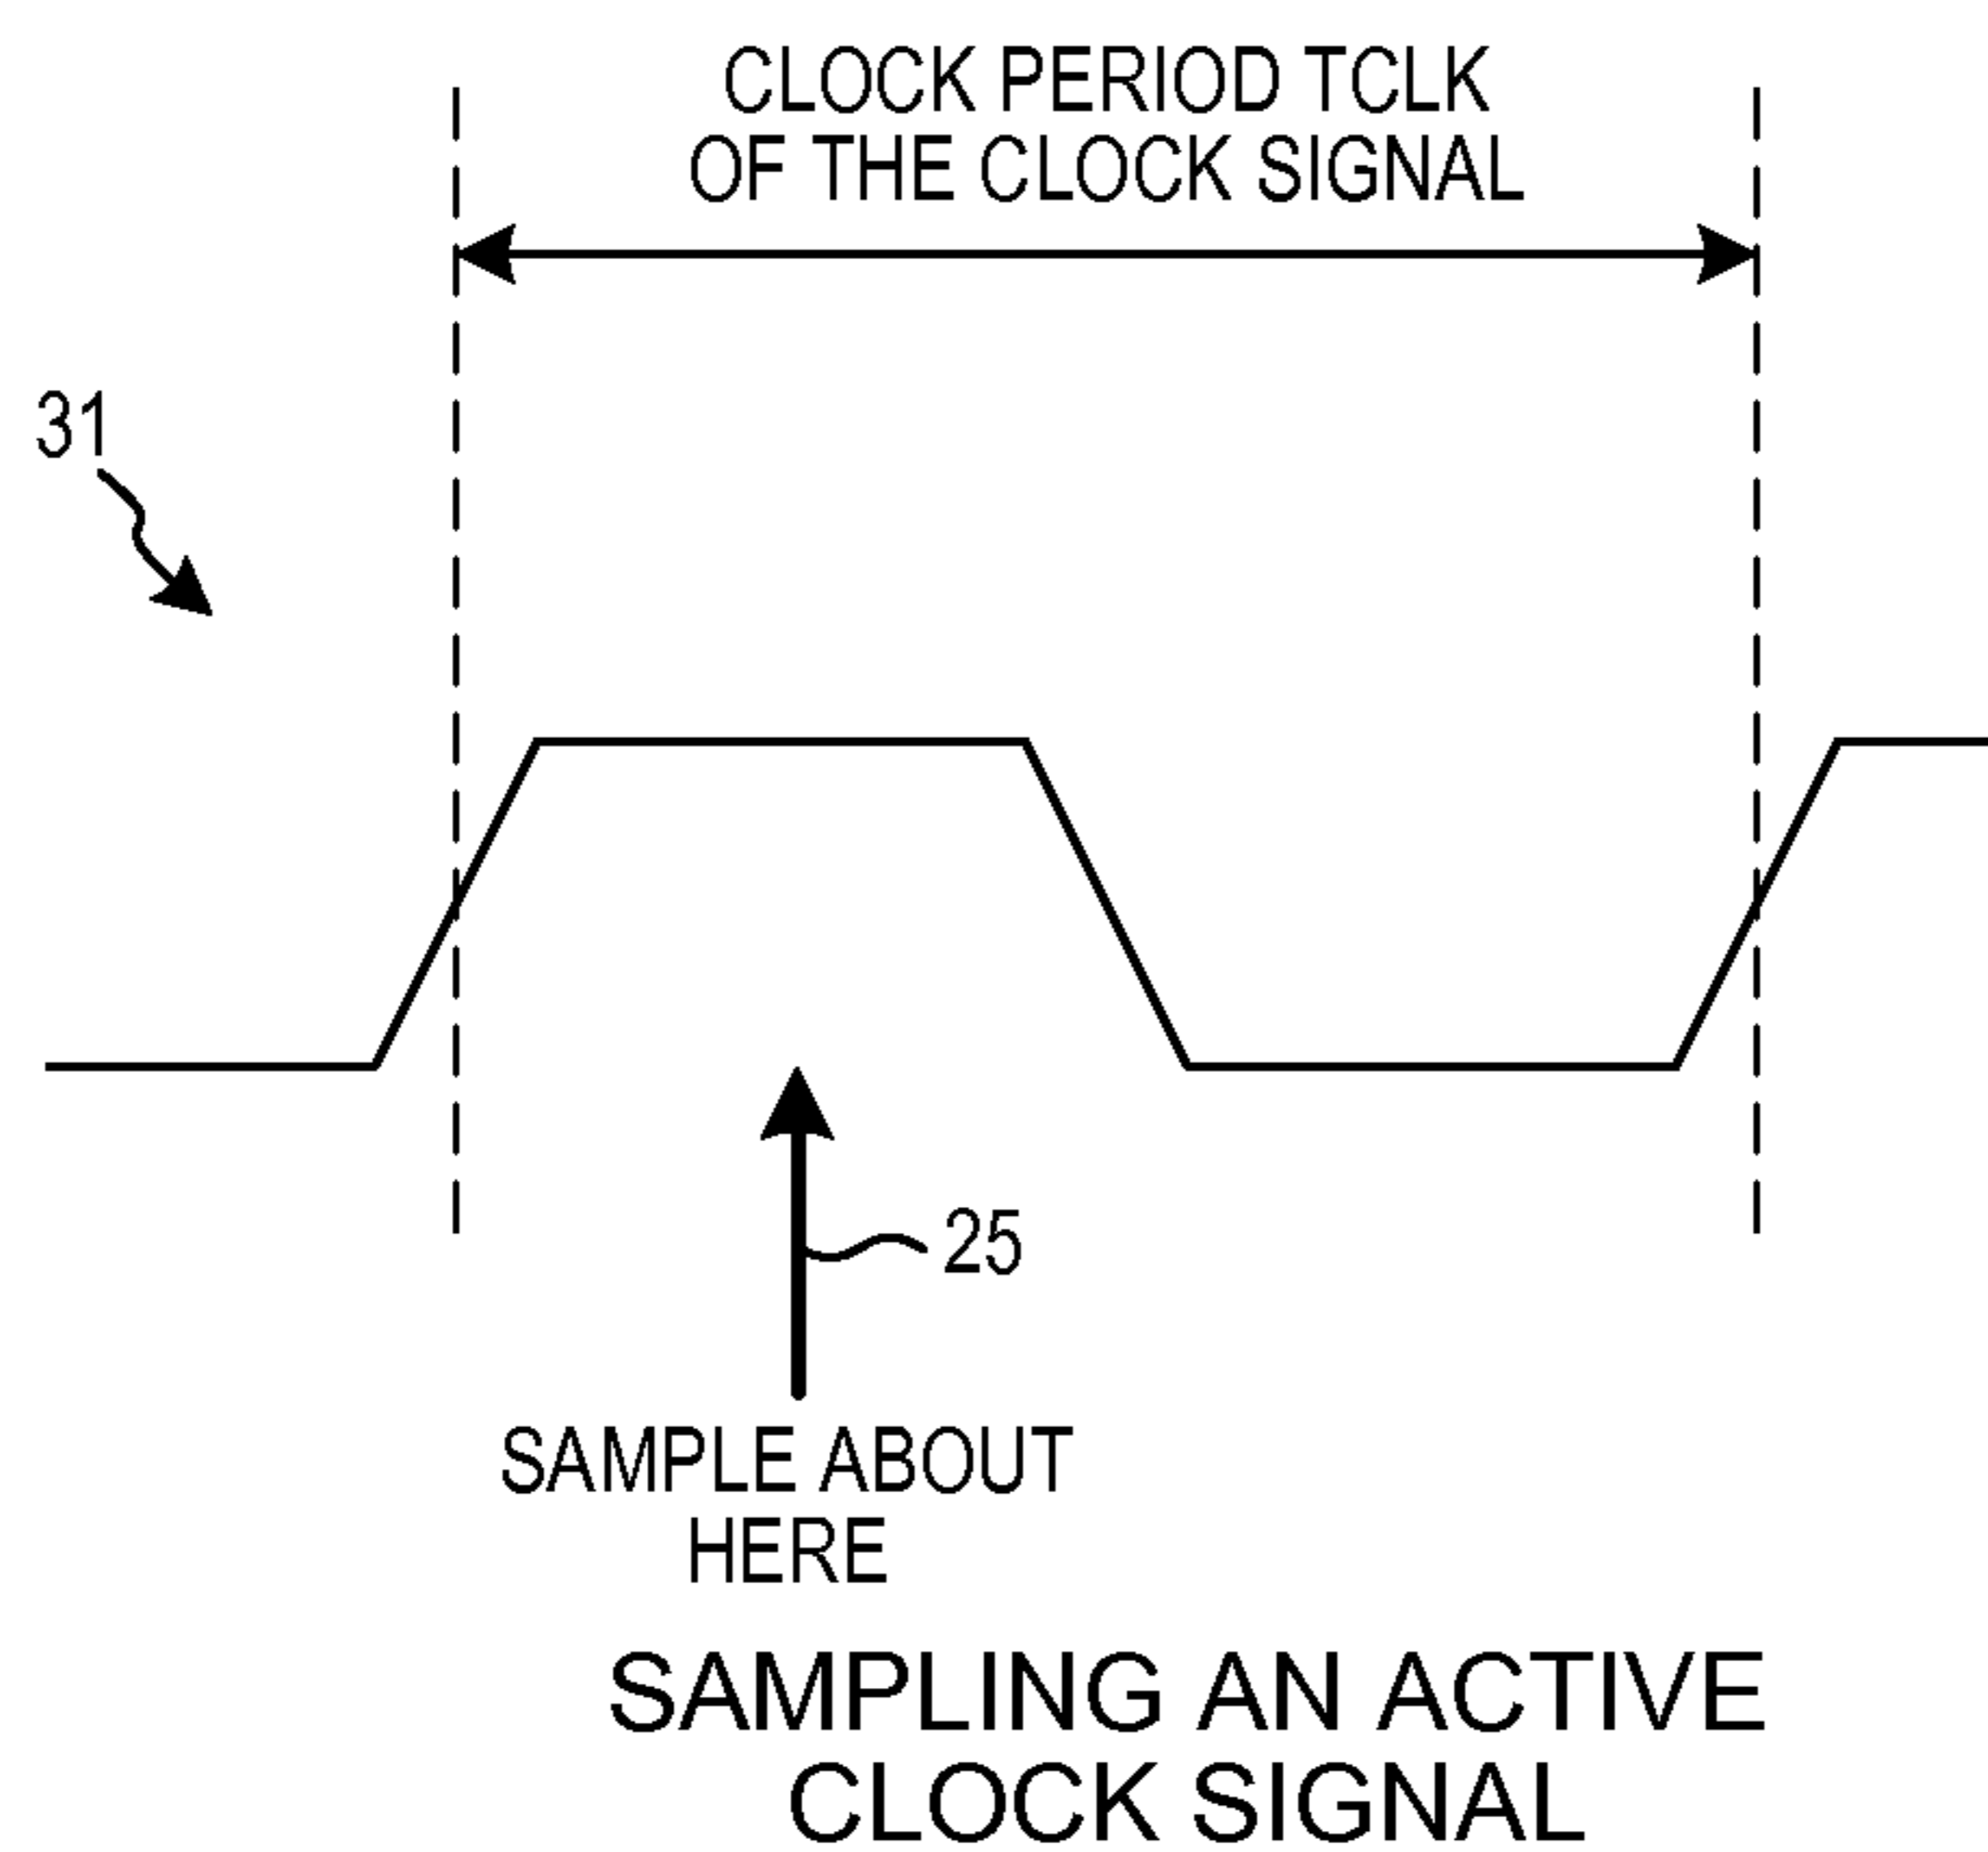 CLOCK PERIOD TCLK
OF THE CLOCK SIGNAL
31
25
SAMPLE ABOUT
HERE
SAMPLING AN ACTIVE
CLOCK SIGNAL